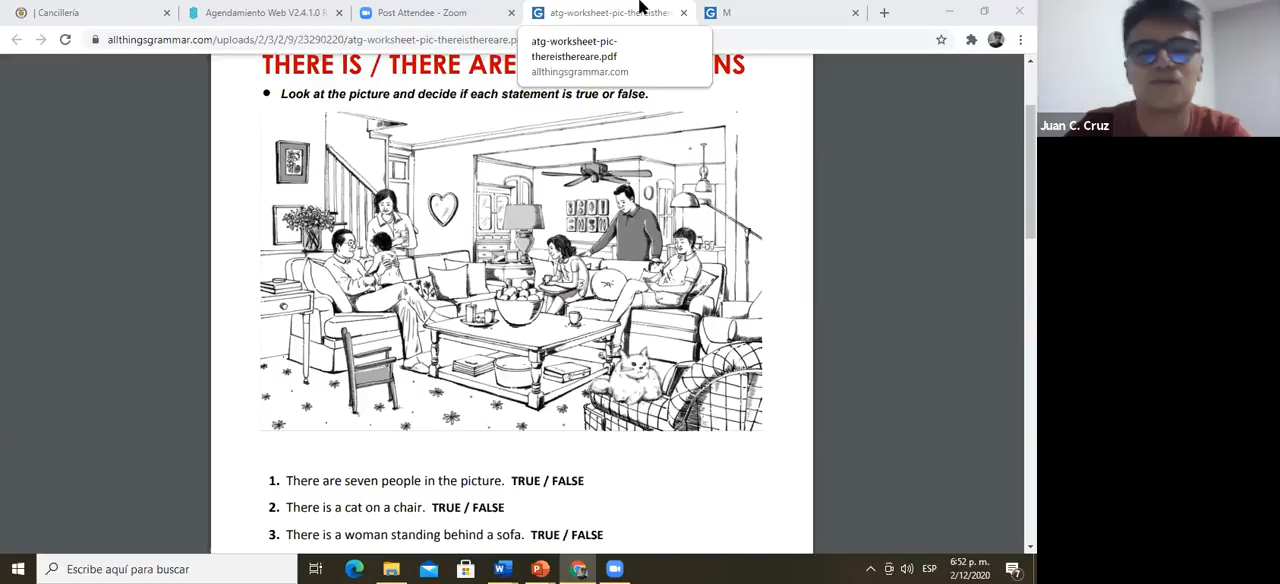 | Cancillería
Agendamiento Web V2.4.1.0 R
Post Attendee - Zoom
atg-worksheet-pic-thereisther
M
allthingsgrammar.com/uploads/2/3/2/9/23290220/atg-worksheet-pic-thereisthereare.p
atg-worksheet-pic-
thereisthereare.pdf
allthingsgrammar.com
THERE IS / THERE ARE
NS
• Look at the picture and decide if each statement is true or false.
Juan C. Cruz
1. There are seven people in the picture. TRUE / FALSE
2. There is a cat on a chair. TRUE / FALSE
3. There is a woman standing behind a sofa. TRUE / FALSE
Escribe aquí para buscar
ESP
6:52 p. m.
2/12/2020
7